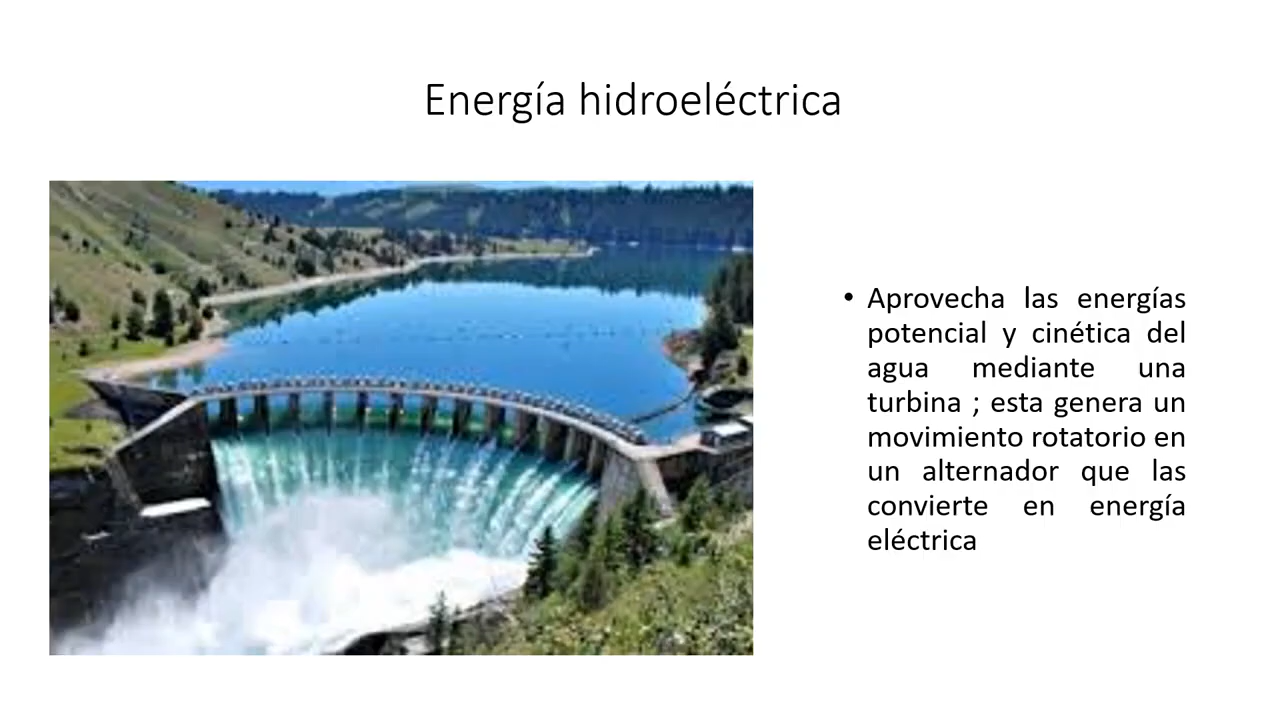 Energía hidroeléctrica
• Aprovecha las energías
potencial y cinética del
agua mediante una
turbina ; esta genera un
movimiento rotatorio en
un alternador que las
convierte en energía
eléctrica